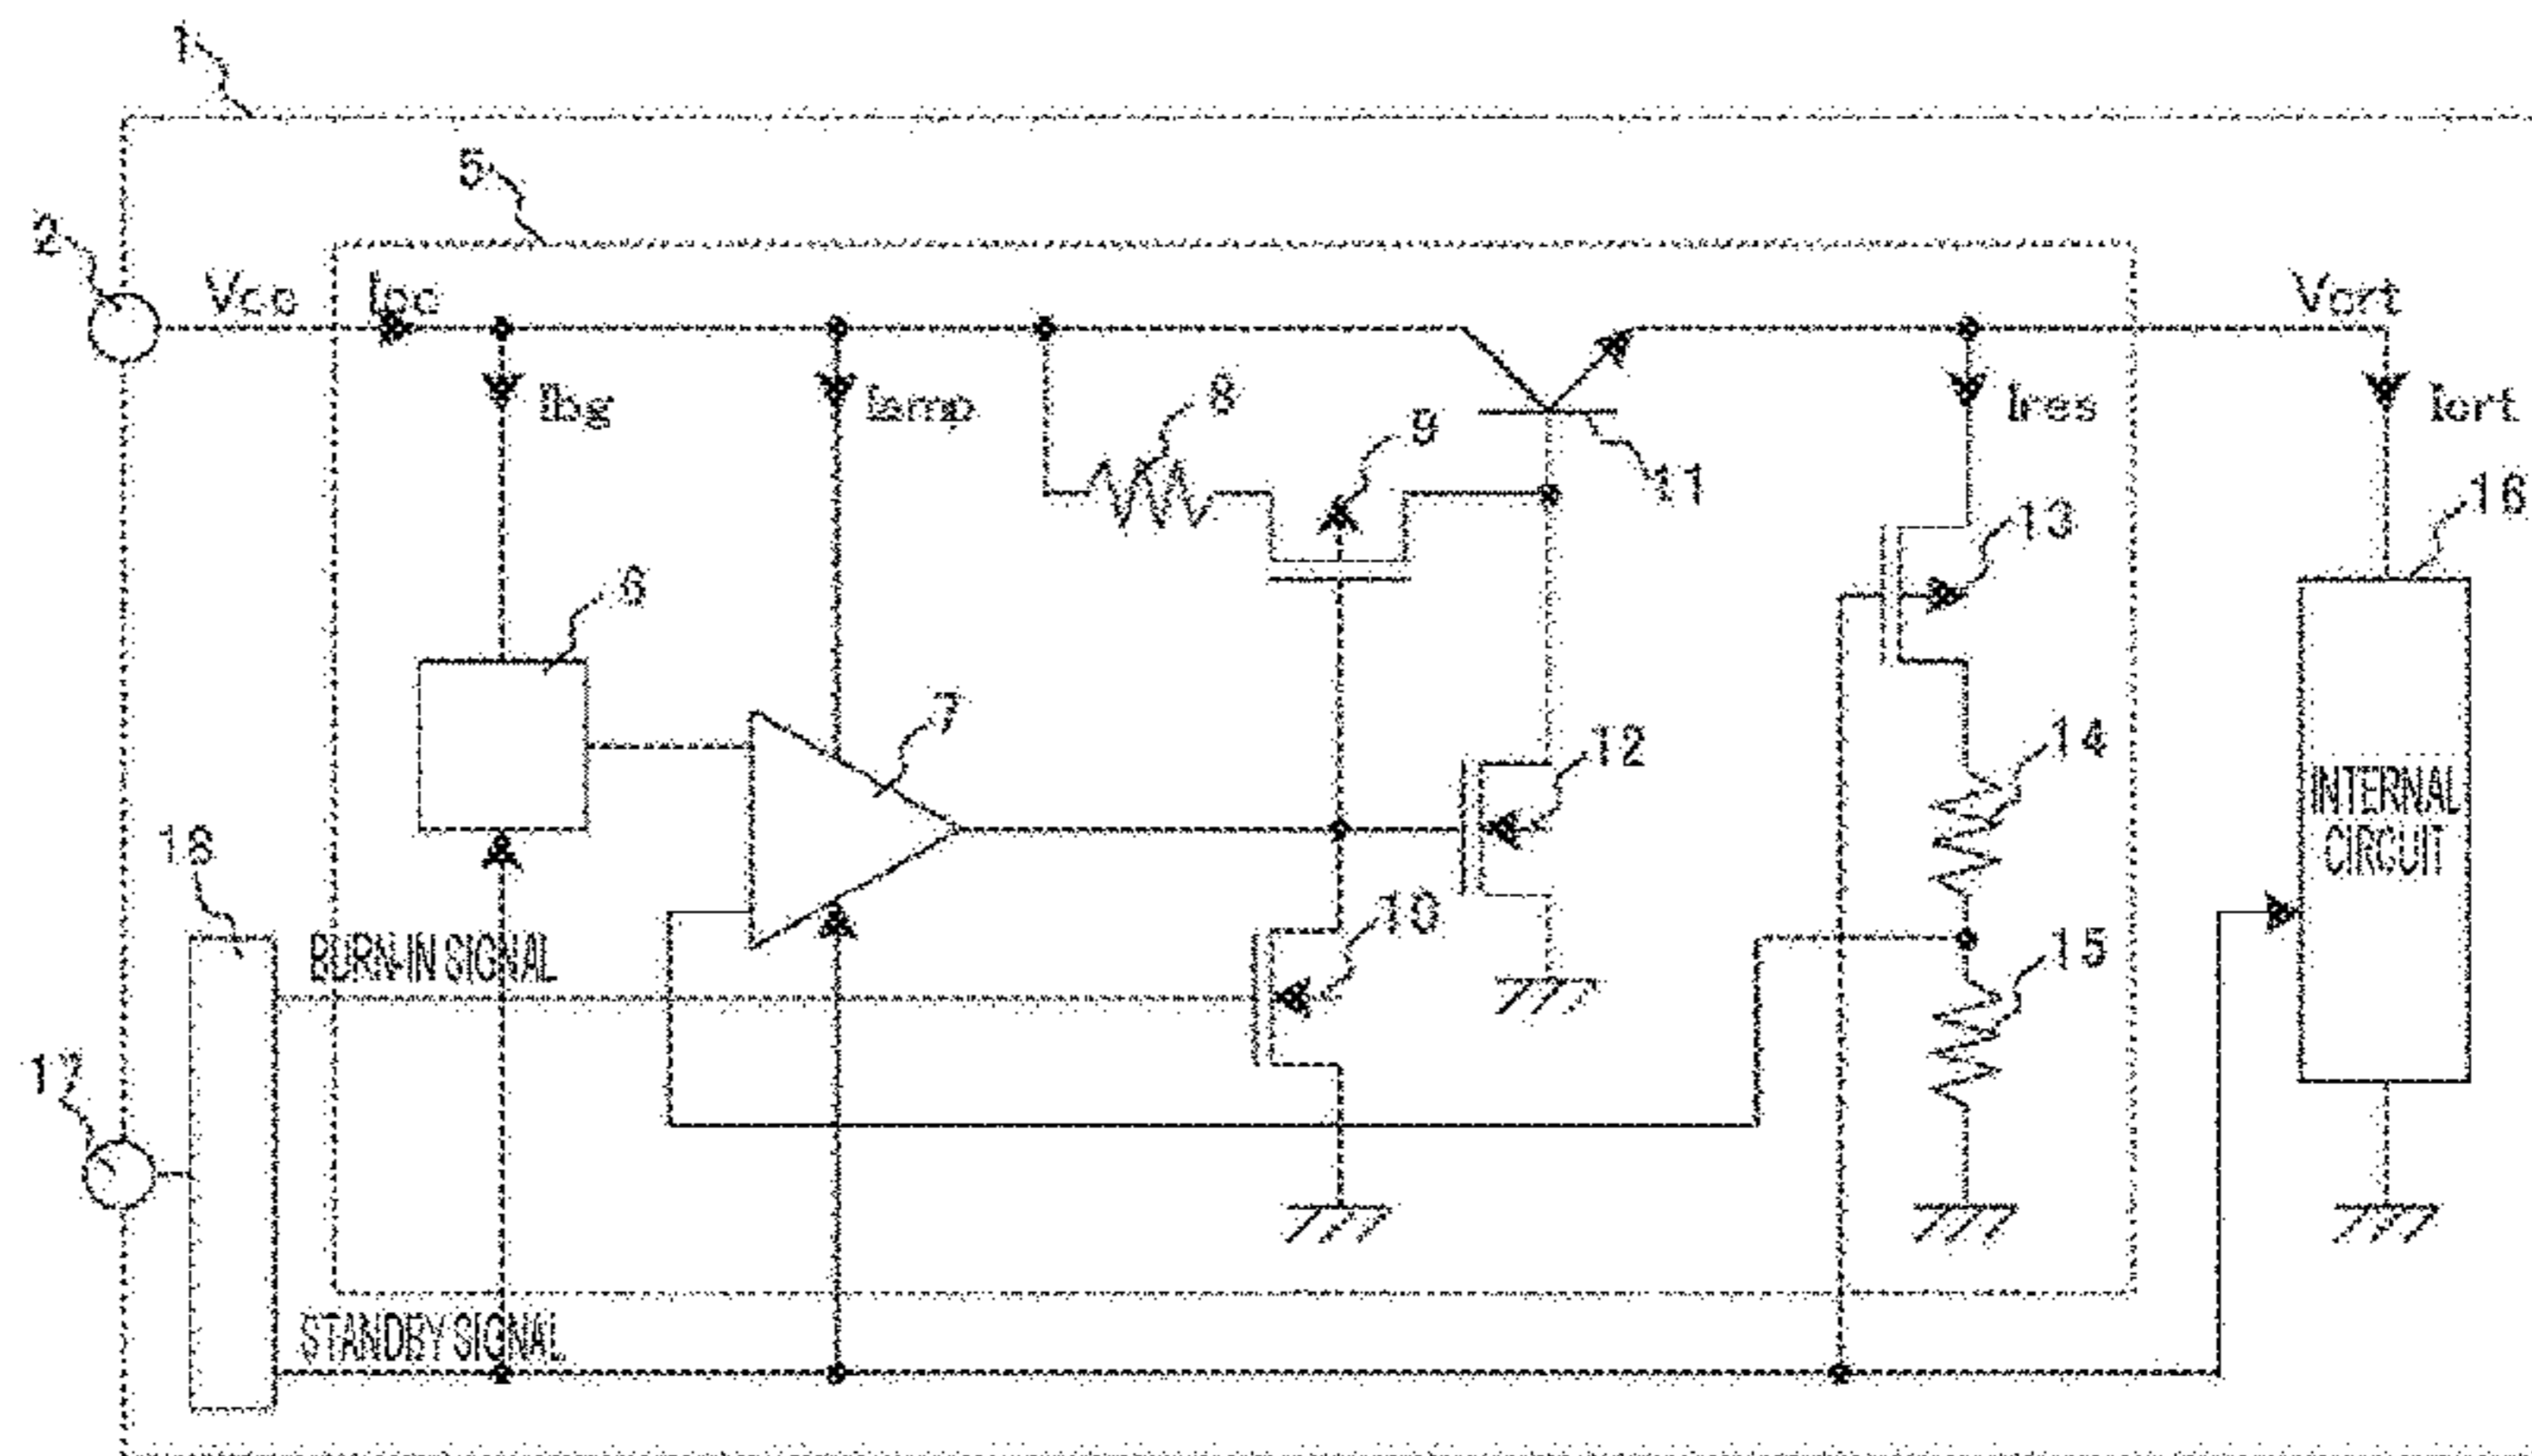 1
5
2
Vcc
Icc
Vcrt
Ibg
Iamp
8
9
11
Ires
Icrt
16
13
6
7
12
14
INTERNAL
CIRCUIT
18
10
15
BURN-IN SIGNAL
17
STANDBY SIGNAL